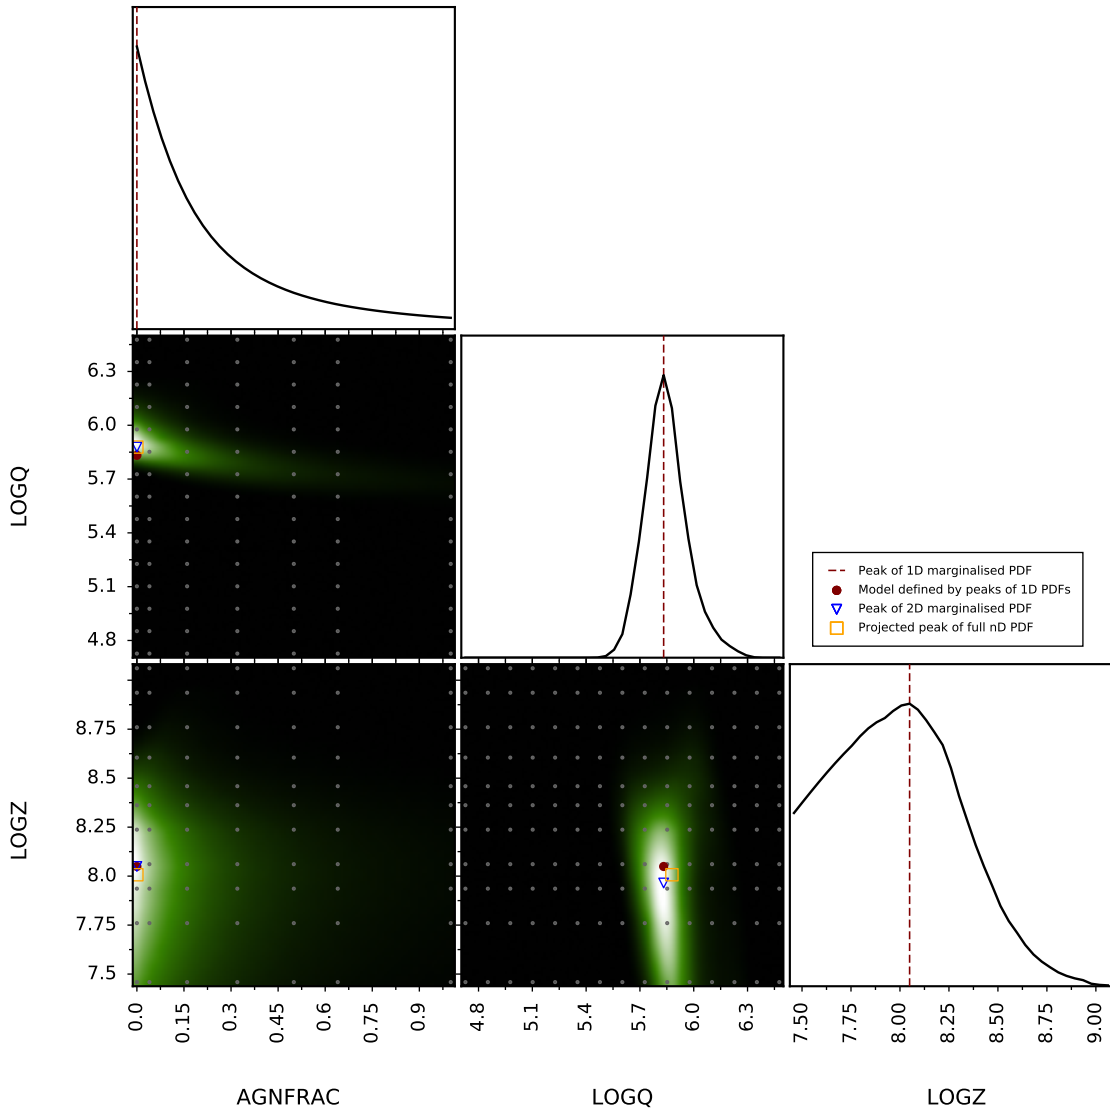 6.3
6.0
5.7
5.4
5.1
4.8
LOGQ
Peak of 1D marginalised PDF
Model defined by peaks of 1D PDFs
Peak of 2D marginalised PDF
Projected peak of full nD PDF
8.75
8.5
8.25
8.0
7.75
7.5
LOGZ
0.0 0.15 0.3 0.45 0.6 0.75 0.9
4.8 5.1 5.4 5.7 6.0 6.3
7.50 7.75 8.00 8.25 8.50 8.75 9.00
AGNFRAC LOGQ LOGZ